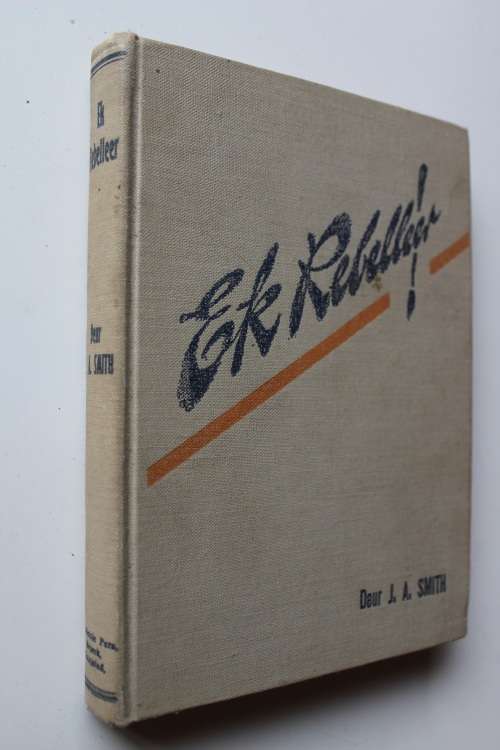 Ek Rebelleer!
Deur J. A. SMITH
Ek
Rebelleer
Deur
J. A. SMITH